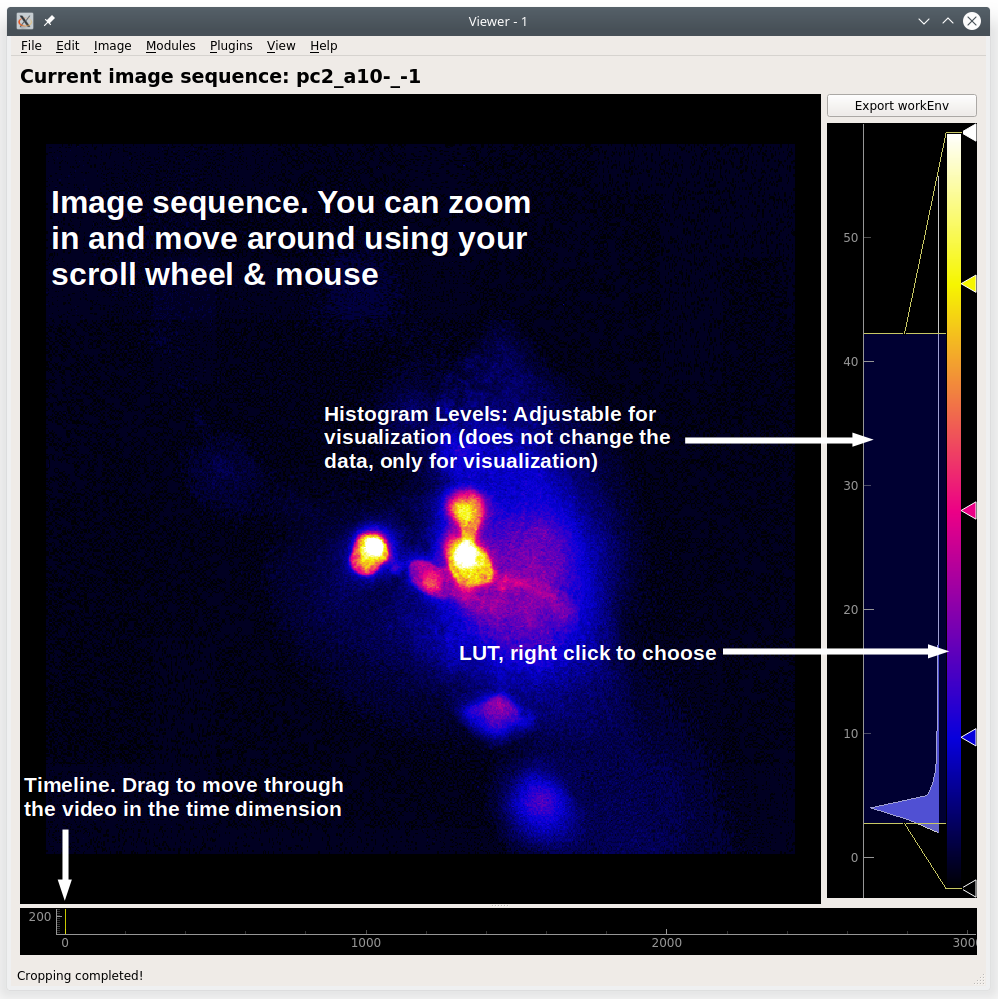 Viewer - 1
File Edit Image Modules Plugins View Help
Current image sequence: pc2_a10-_-1
Export workEnv
Image sequence. You can zoom
in and move around using your
scroll wheel & mouse
50
40
Histogram Levels: Adjustable for
visualization (does not change the
data, only for visualization)
30
20
LUT, right click to choose
10
Timeline. Drag to move through
the video in the time dimension
0
200
0 1000 2000 3000
Cropping completed!